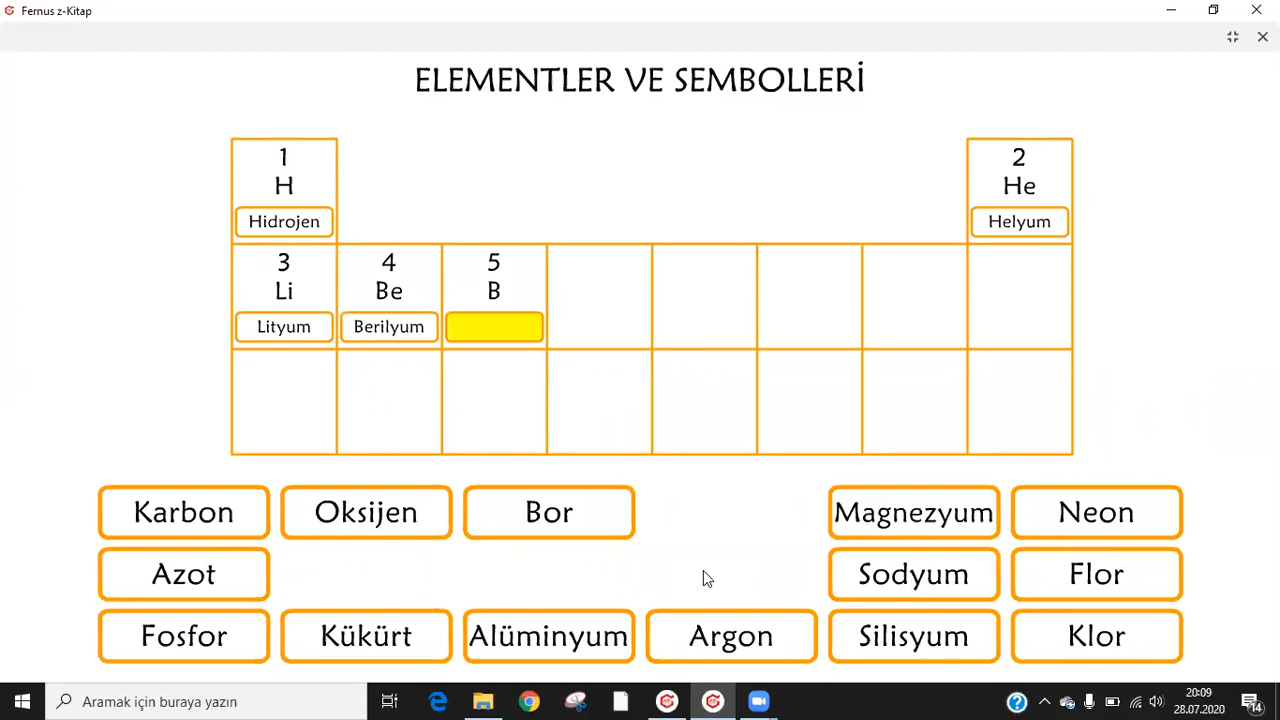 Fernus z-Kitap
ELEMENTLER VE SEMBOLLERİ
1
H
Hidrojen
2
He
Helyum
3
Li
Lityum
4
Be
Berilyum
5
B
Karbon
Oksijen
Bor
Magnezyum
Neon
Azot
Sodyum
Flor
Fosfor
Kükürt
Alüminyum
Argon
Silisyum
Klor
Aramak için buraya yazın
20:09
28.07.2020
14